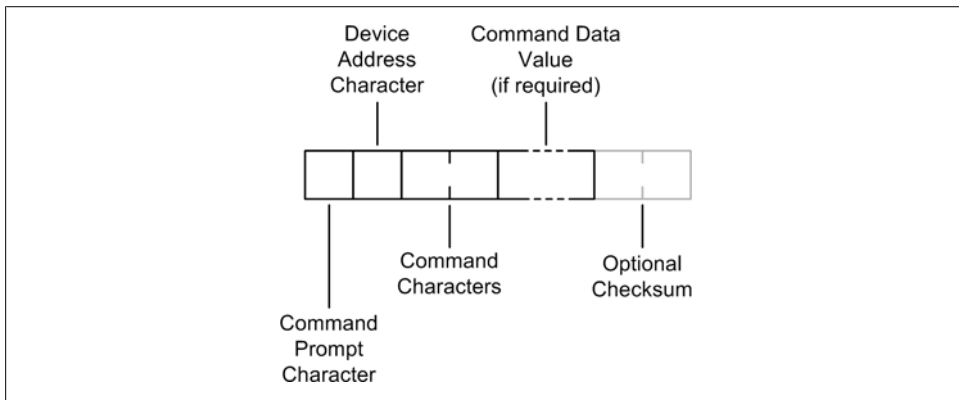 Device
Address
Character
Command Data
Value
(if required)
Command
Characters
Optional
Checksum
Command
Prompt
Character